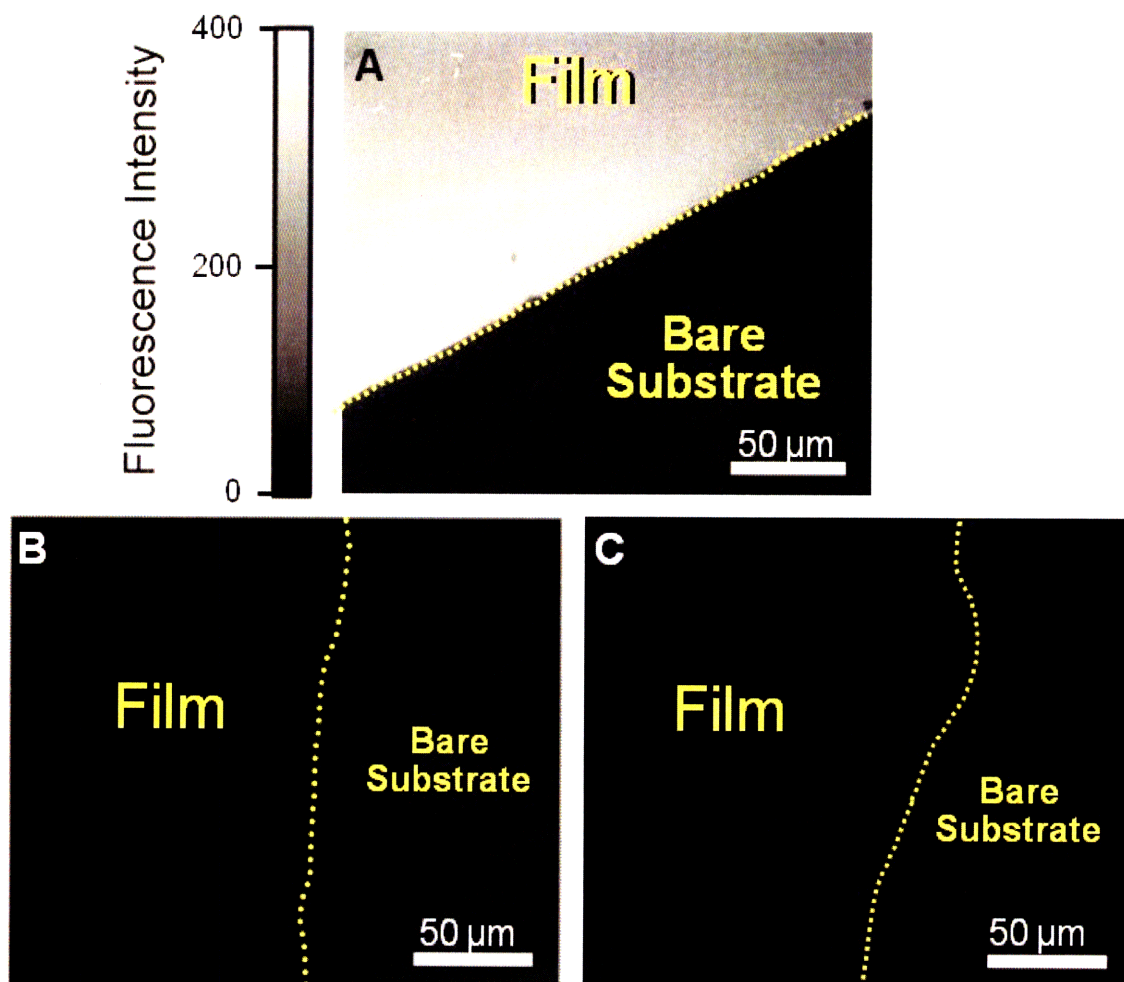 400
Fluorescence Intensity
200
0
A
Film
Bare
Substrate
50 µm
B
Film
Bare
Substrate
50 µm
C
Film
Bare
Substrate
50 µm